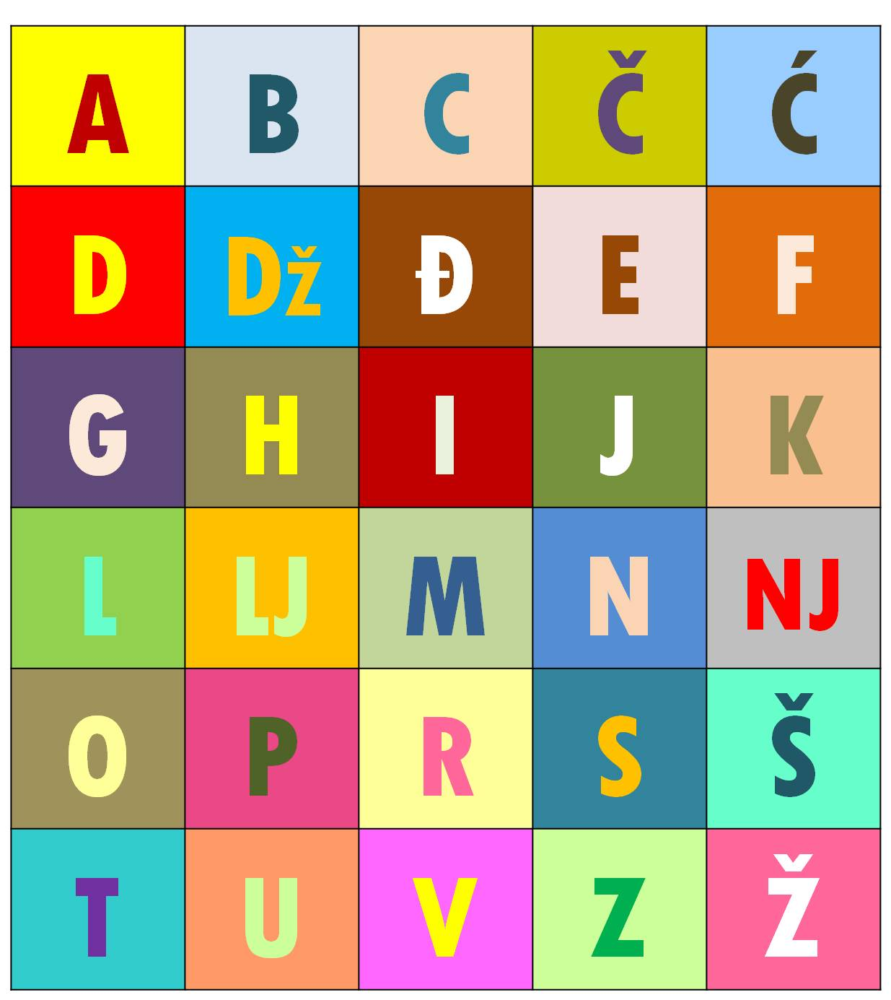 A B C Č Ć
D Dž Đ E F
G H I J K
L LJ M N NJ
O P R S Š
T U V Z Ž